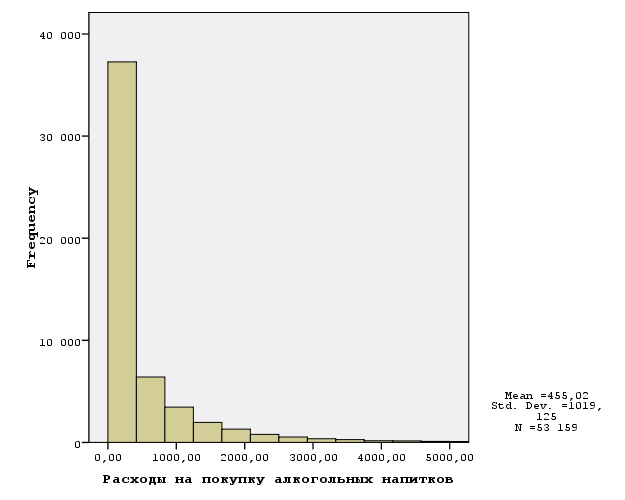 40 000
30 000
20 000
10 000
0
Frequency
0,00 1000,00 2000,00 3000,00 4000,00 5000,00
Расходы на покупку алкогольных напитков
Mean =455,02
Std. Dev. =1019,
125
N =53 159